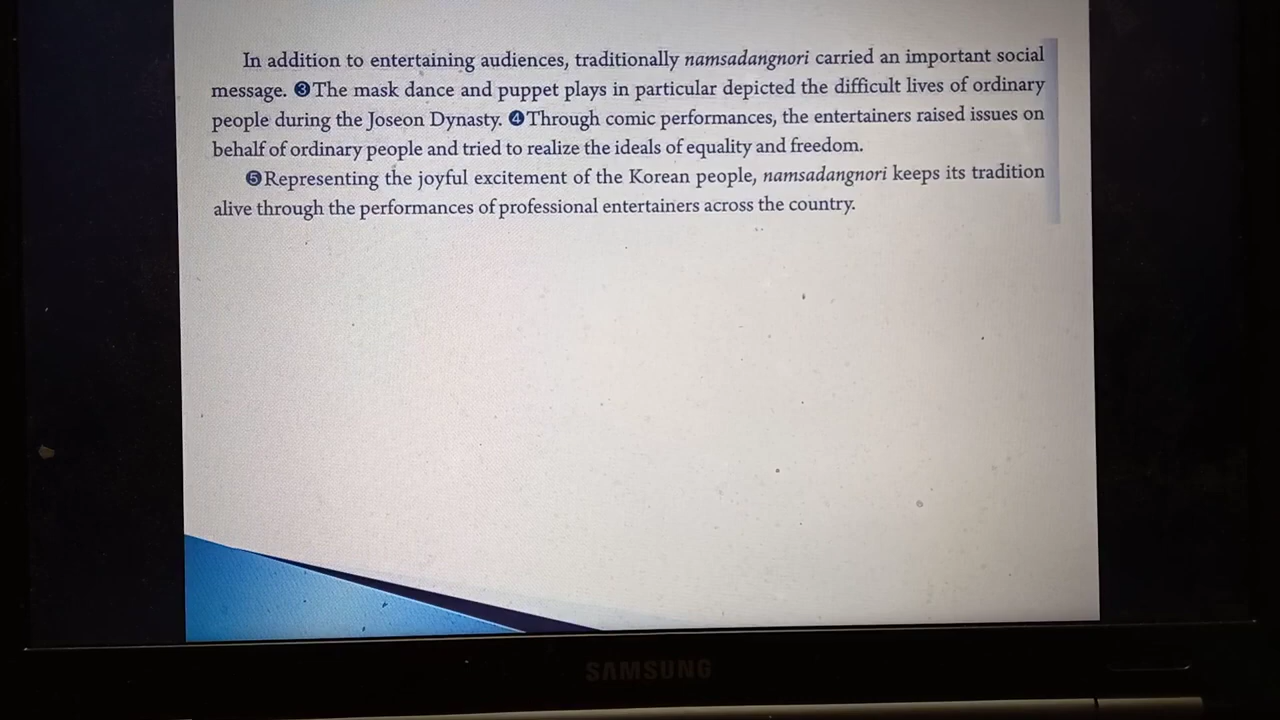 In addition to entertaining audiences, traditionally namsadangnori carried an important social
message. ❸The mask dance and puppet plays in particular depicted the difficult lives of ordinary
people during the Joseon Dynasty. ❹Through comic performances, the entertainers raised issues on
behalf of ordinary people and tried to realize the ideals of equality and freedom.
❺Representing the joyful excitement of the Korean people, namsadangnori keeps its tradition
alive through the performances of professional entertainers across the country.
SAMSUNG